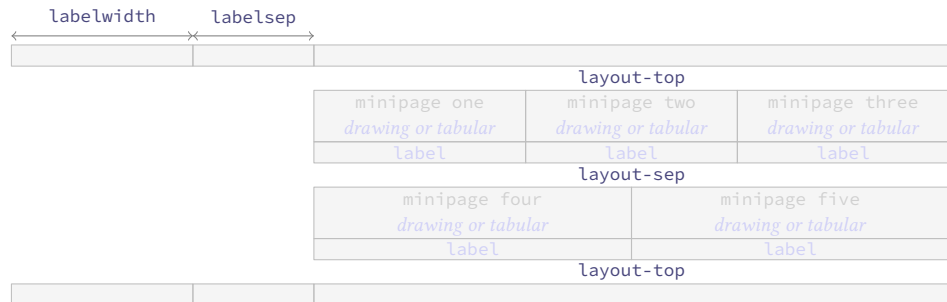 labelwidth labelsep
layout-top
minipage one minipage two minipage three
drawing or tabular drawing or tabular drawing or tabular
label label label
layout-sep
minipage four minipage five
drawing or tabular drawing or tabular
label label
layout-top